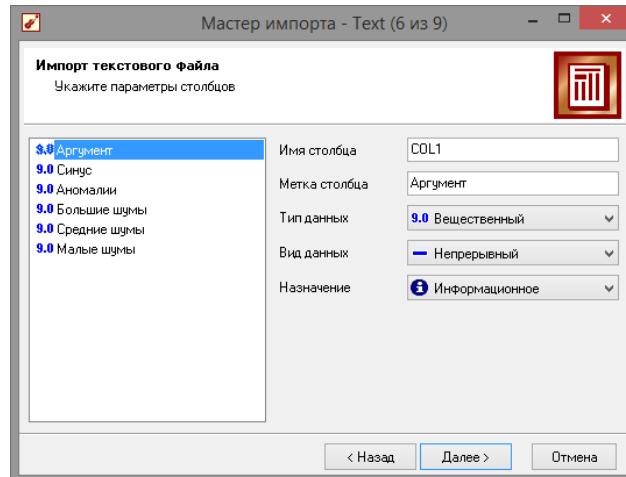 Мастер импорта - Text (6 из 9)
Импорт текстового файла
Укажите параметры столбцов
9.0 Аргумент
9.0 Синус
9.0 Аномалии
9.0 Большие шумы
9.0 Средние шумы
9.0 Малые шумы
Имя столбца COL1
Метка столбца Аргумент
Тип данных 9.0 Вещественный
Вид данных Непрерывный
Назначение Информационное
< Назад Далее > Отмена